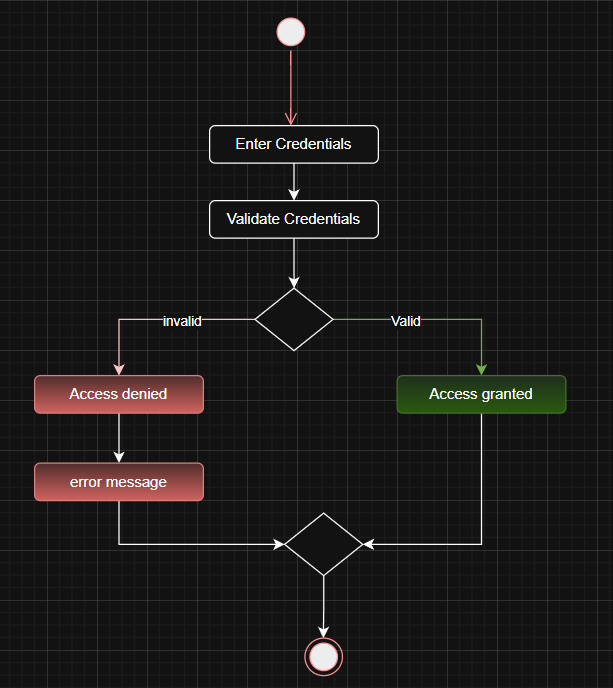 Enter Credentials
Validate Credentials
invalid
Valid
Access denied
Access granted
error message